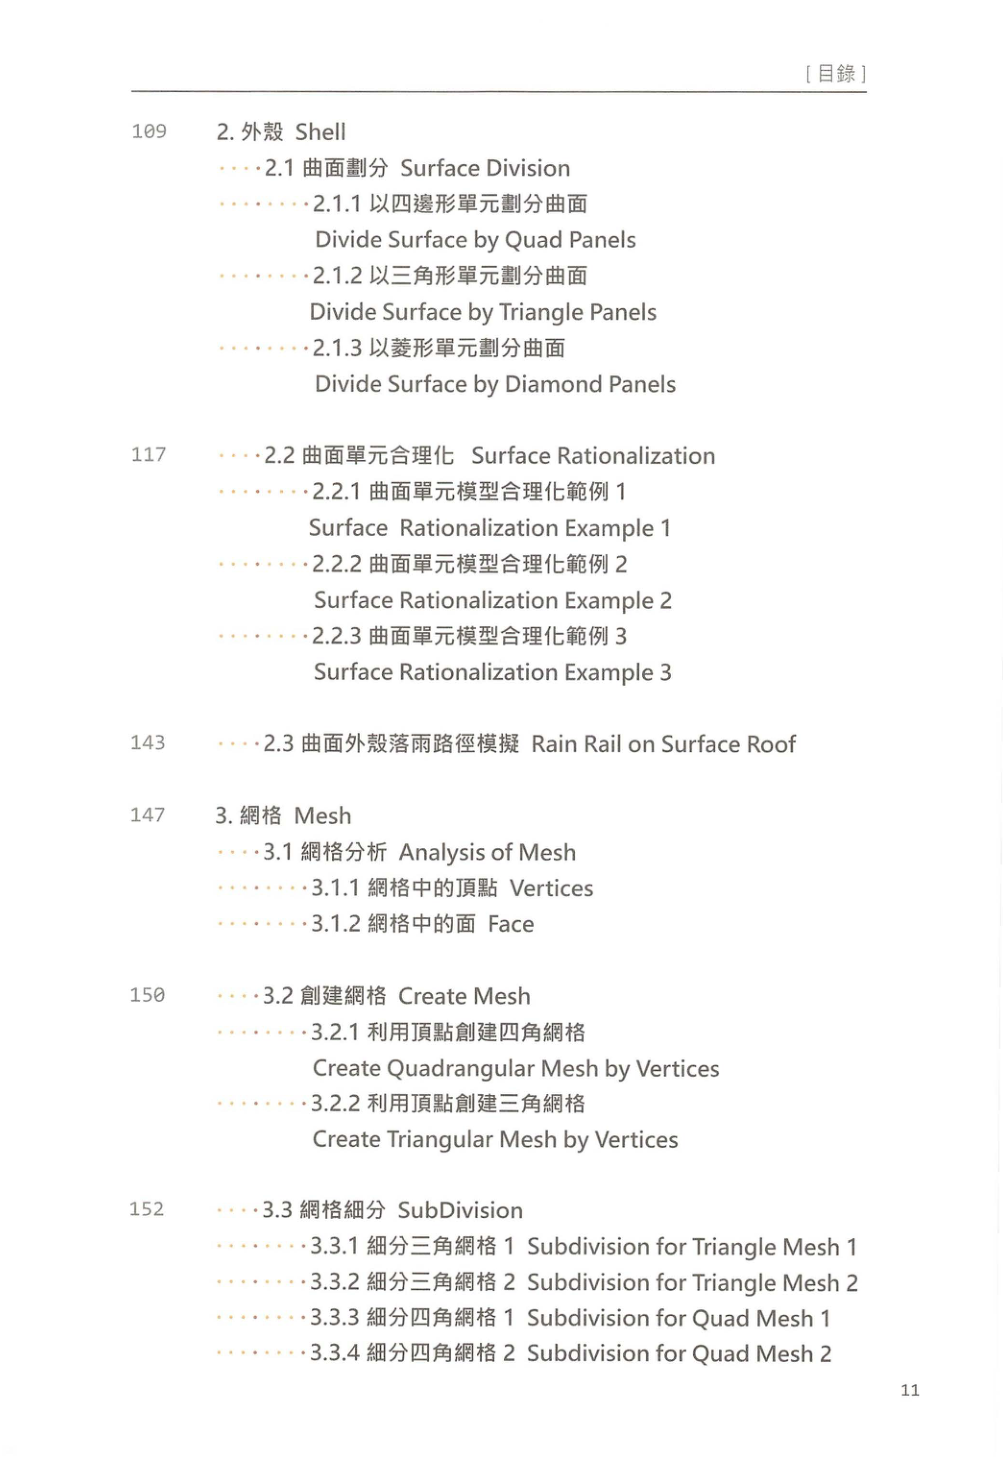 [ 目錄 ]
109 2. 外殼 Shell
････2.1 曲面劃分 Surface Division
････････2.1.1 以四邊形單元劃分曲面
Divide Surface by Quad Panels
････････2.1.2 以三角形單元劃分曲面
Divide Surface by Triangle Panels
････････2.1.3 以菱形單元劃分曲面
Divide Surface by Diamond Panels
117 ････2.2 曲面單元合理化 Surface Rationalization
････････2.2.1 曲面單元模型合理化範例 1
Surface Rationalization Example 1
････････2.2.2 曲面單元模型合理化範例 2
Surface Rationalization Example 2
････････2.2.3 曲面單元模型合理化範例 3
Surface Rationalization Example 3
143 ････2.3 曲面外殼落雨路徑模擬 Rain Rail on Surface Roof
147 3. 網格 Mesh
････3.1 網格分析 Analysis of Mesh
････････3.1.1 網格中的頂點 Vertices
････････3.1.2 網格中的面 Face
150 ････3.2 創建網格 Create Mesh
････････3.2.1 利用頂點創建四角網格
Create Quadrangular Mesh by Vertices
････････3.2.2 利用頂點創建三角網格
Create Triangular Mesh by Vertices
152 ････3.3 網格細分 SubDivision
････････3.3.1 細分三角網格 1 Subdivision for Triangle Mesh 1
････････3.3.2 細分三角網格 2 Subdivision for Triangle Mesh 2
････････3.3.3 細分四角網格 1 Subdivision for Quad Mesh 1
････････3.3.4 細分四角網格 2 Subdivision for Quad Mesh 2
11